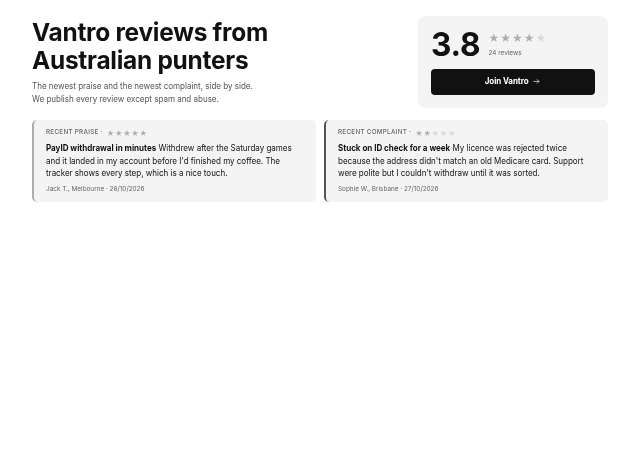 Vantro reviews from
Australian punters
The newest praise and the newest complaint, side by side.
We publish every review except spam and abuse.
3.8
★★★★★
24 reviews
Join Vantro →
RECENT PRAISE · ★★★★★
PayID withdrawal in minutes Withdrew after the Saturday games
and it landed in my account before I'd finished my coffee. The
tracker shows every step, which is a nice touch.
Jack T., Melbourne · 28/10/2026
RECENT COMPLAINT · ★★★★★
Stuck on ID check for a week My licence was rejected twice
because the address didn't match an old Medicare card. Support
were polite but I couldn't withdraw until it was sorted.
Sophie W., Brisbane · 27/10/2026